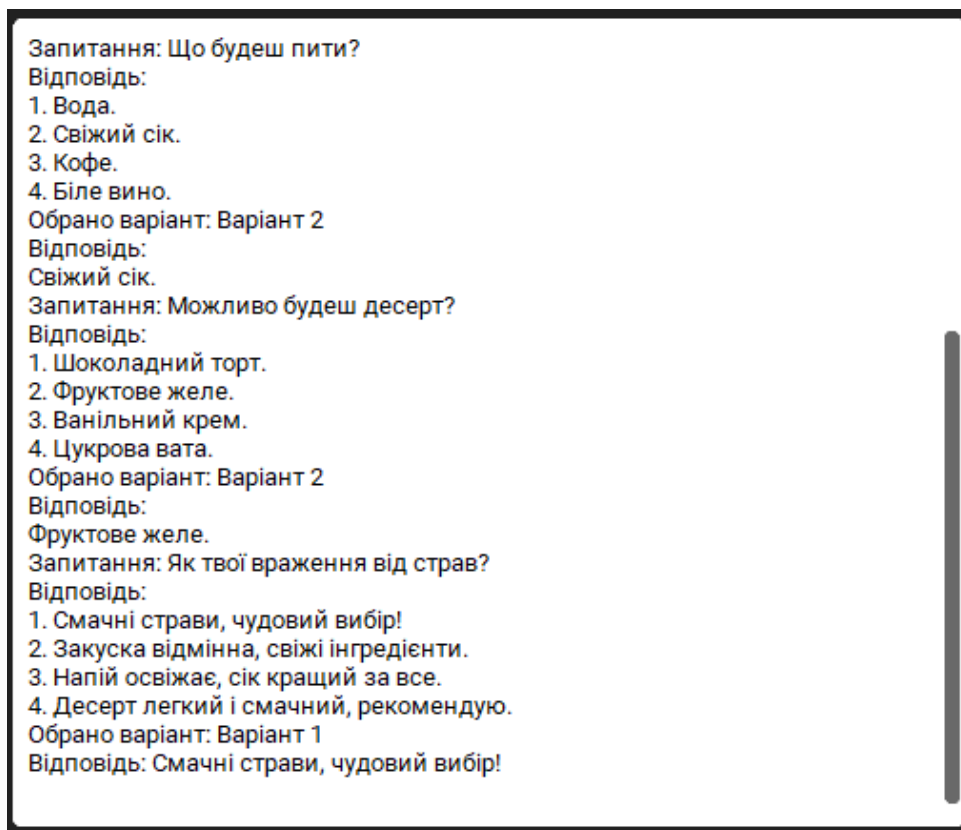 Запитання: Що будеш пити?
Відповідь:
1. Вода.
2. Свіжий сік.
3. Кофе.
4. Біле вино.
Обрано варіант: Варіант 2
Відповідь:
Свіжий сік.
Запитання: Можливо будеш десерт?
Відповідь:
1. Шоколадний торт.
2. Фруктове желе.
3. Ванільний крем.
4. Цукрова вата.
Обрано варіант: Варіант 2
Відповідь:
Фруктове желе.
Запитання: Як твої враження від страв?
Відповідь:
1. Смачні страви, чудовий вибір!
2. Закуска відмінна, свіжі інгредієнти.
3. Напій освіжає, сік кращий за все.
4. Десерт легкий і смачний, рекомендую.
Обрано варіант: Варіант 1
Відповідь: Смачні страви, чудовий вибір!